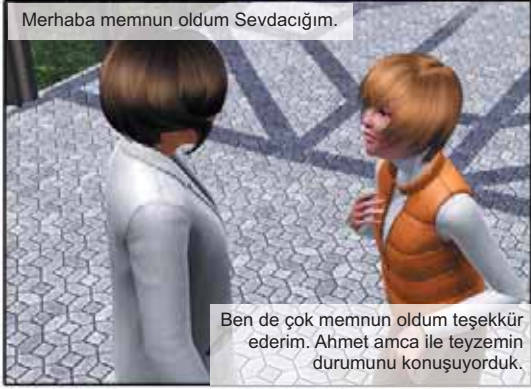 Merhaba memnun oldum Sevdacığım.
Ben de çok memnun oldum teşekkür
ederim. Ahmet amca ile teyzemin
durumunu konuşuyorduk.